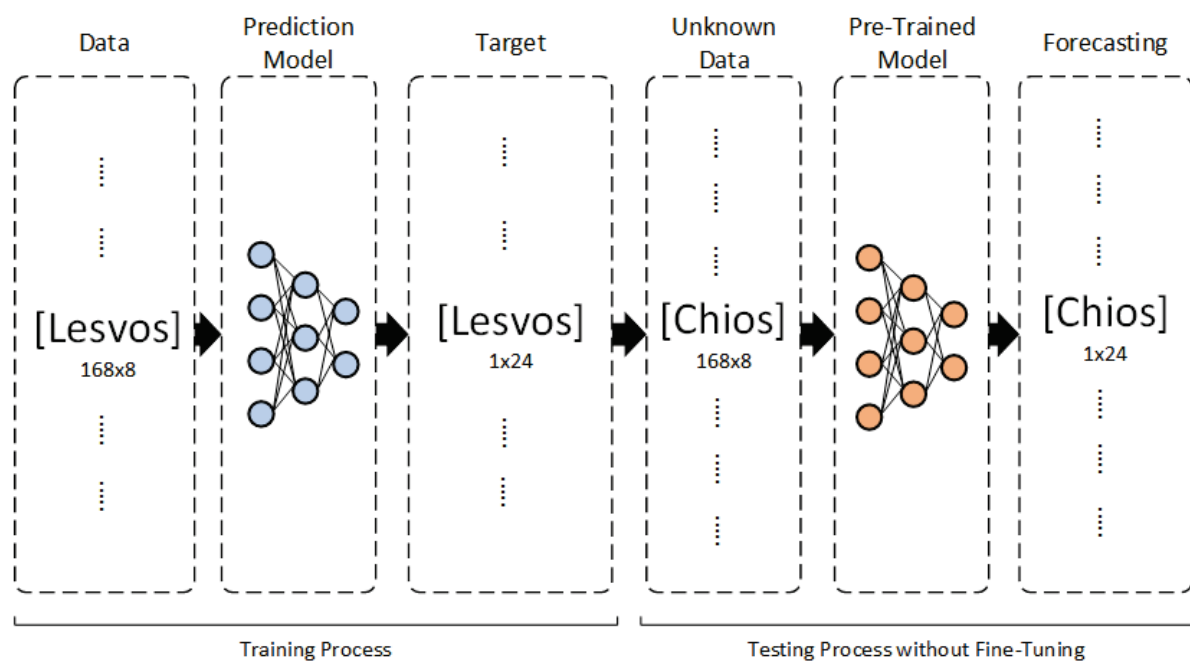 Data
Prediction
Model
Target
Unknown
Data
Pre-Trained
Model
Forecasting
[Lesvos]
168x8
[Lesvos]
1x24
[Chios]
168x8
[Chios]
1x24
Training Process
Testing Process without Fine-Tuning